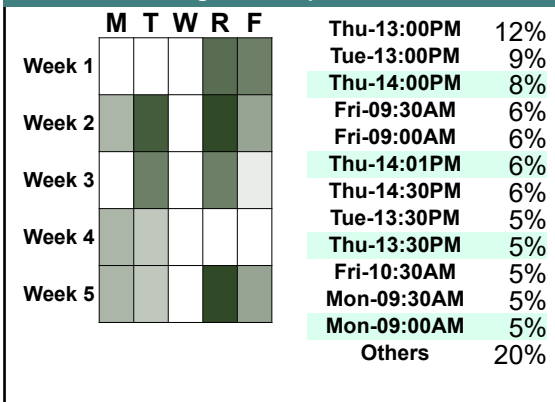 M T W R F
Week 1
Week 2
Week 3
Week 4
Week 5
Thu-13:00PM 12%
Tue-13:00PM 9%
Thu-14:00PM 8%
Fri-09:30AM 6%
Fri-09:00AM 6%
Thu-14:01PM 6%
Thu-14:30PM 6%
Tue-13:30PM 5%
Thu-13:30PM 5%
Fri-10:30AM 5%
Mon-09:30AM 5%
Mon-09:00AM 5%
Others 20%